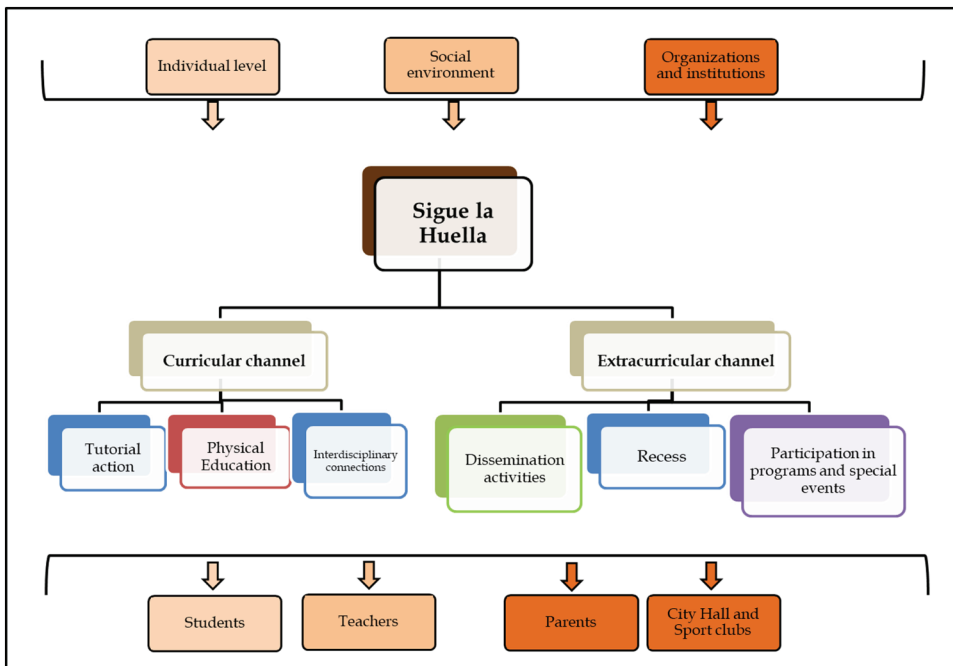 Individual level
Social
environment
Organizations
and institutions
Sigue la
Huella
Curricular channel
Extracurricular channel
Tutorial
action
Physical
Education
Interdisciplinary
connections
Dissemination
activities
Recess
Participation in
programs and special
events
Students
Teachers
Parents
City Hall and
Sport clubs